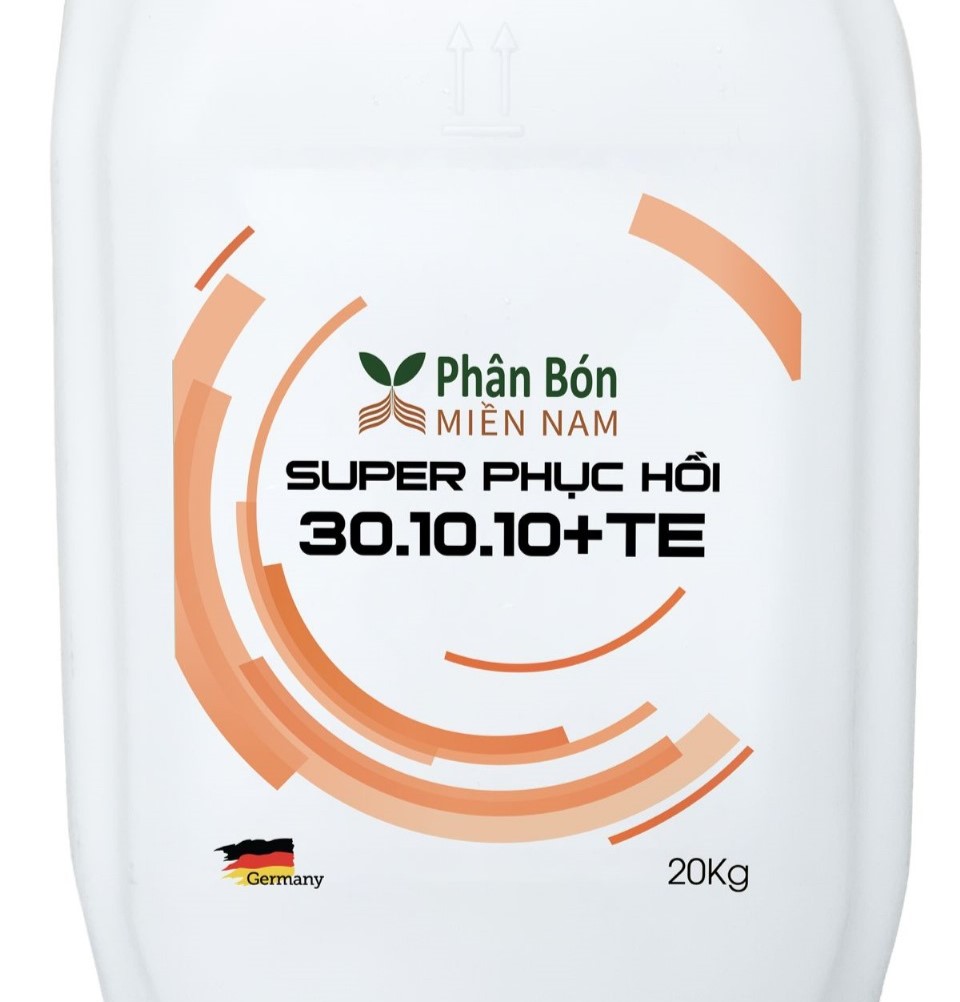 Phân Bón
MIỀN NAM
SUPER PHỤC HỒI
30.10.10+TE
Germany
20Kg